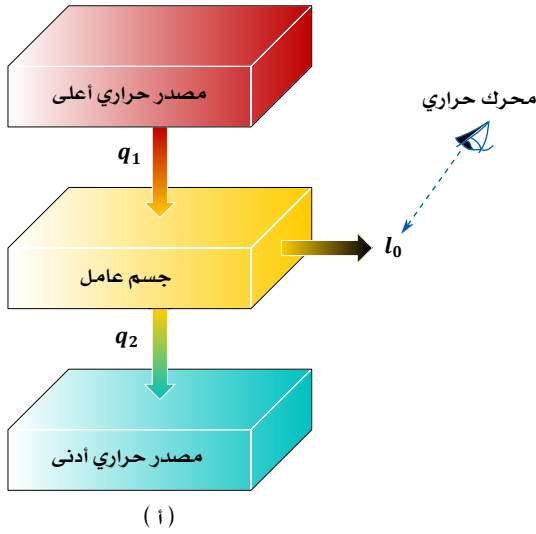 مصدر حراري أعلى
محرك حراري
q₁
l₀
جسم عامل
q₂
مصدر حراري أدنى
( أ )